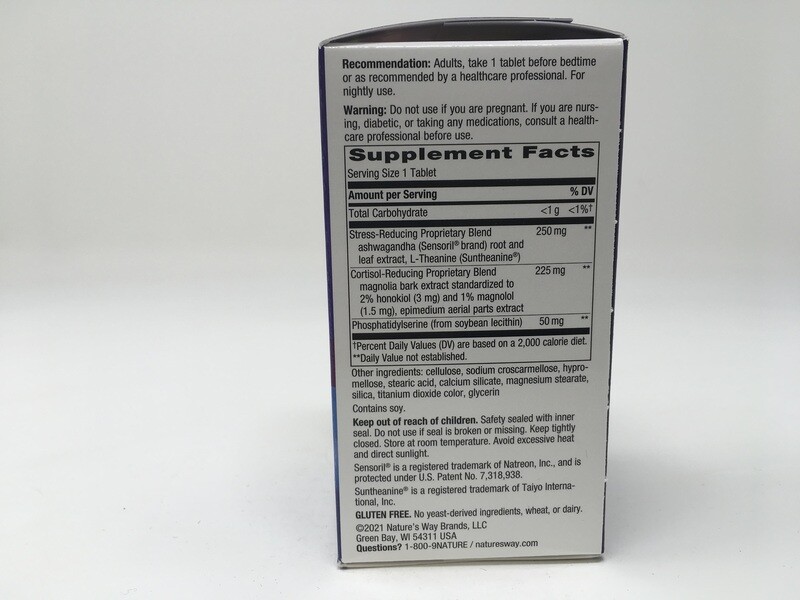 Recommendation: Adults, take 1 tablet before bedtime
or as recommended by a healthcare professional. For
nightly use.
Warning: Do not use if you are pregnant. If you are nurs-
ing, diabetic, or taking any medications, consult a health-
care professional before use.
Supplement Facts
Serving Size 1 Tablet
Amount per Serving % DV
Total Carbohydrate <1 g <1%†
Stress-Reducing Proprietary Blend 250 mg **
ashwagandha (Sensoril® brand) root and
leaf extract, L-Theanine (Suntheanine®)
Cortisol-Reducing Proprietary Blend 225 mg **
magnolia bark extract standardized to
2% honokiol (3 mg) and 1% magnolol
(1.5 mg), epimedium aerial parts extract
Phosphatidylserine (from soybean lecithin) 50 mg **
†Percent Daily Values (DV) are based on a 2,000 calorie diet.
**Daily Value not established.
Other ingredients: cellulose, sodium croscarmellose, hypro-
mellose, stearic acid, calcium silicate, magnesium stearate,
silica, titanium dioxide color, glycerin
Contains soy.
Keep out of reach of children. Safety sealed with inner
seal. Do not use if seal is broken or missing. Keep tightly
closed. Store at room temperature. Avoid excessive heat
and direct sunlight.
Sensoril® is a registered trademark of Natreon, Inc., and is
protected under U.S. Patent No. 7,318,938.
Suntheanine® is a registered trademark of Taiyo Interna-
tional, Inc.
GLUTEN FREE. No yeast-derived ingredients, wheat, or dairy.
©2021 Nature's Way Brands, LLC
Green Bay, WI 54311 USA
Questions? 1-800-9NATURE / naturesway.com